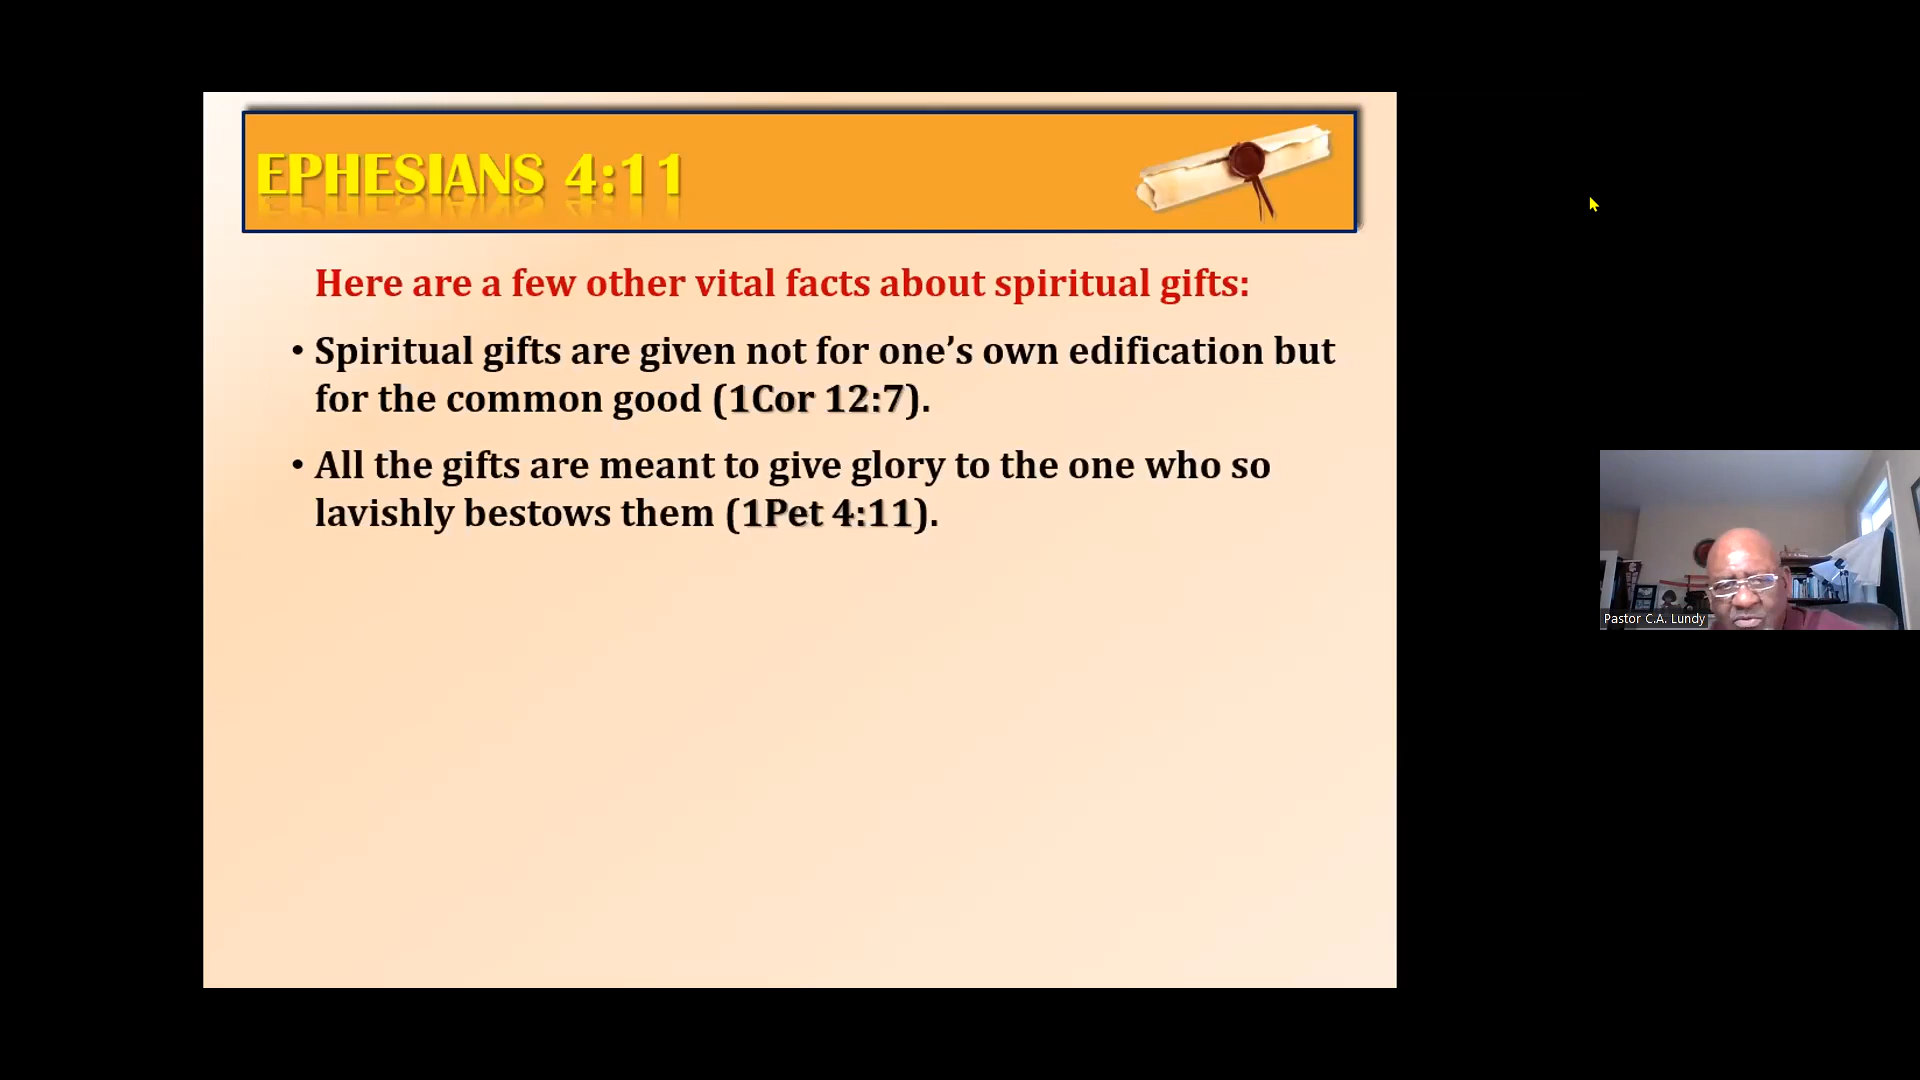 EPHESIANS 4:11
Here are a few other vital facts about spiritual gifts:
• Spiritual gifts are given not for one’s own edification but
for the common good (1Cor 12:7).
• All the gifts are meant to give glory to the one who so
lavishly bestows them (1Pet 4:11).
Pastor C.A. Lundy